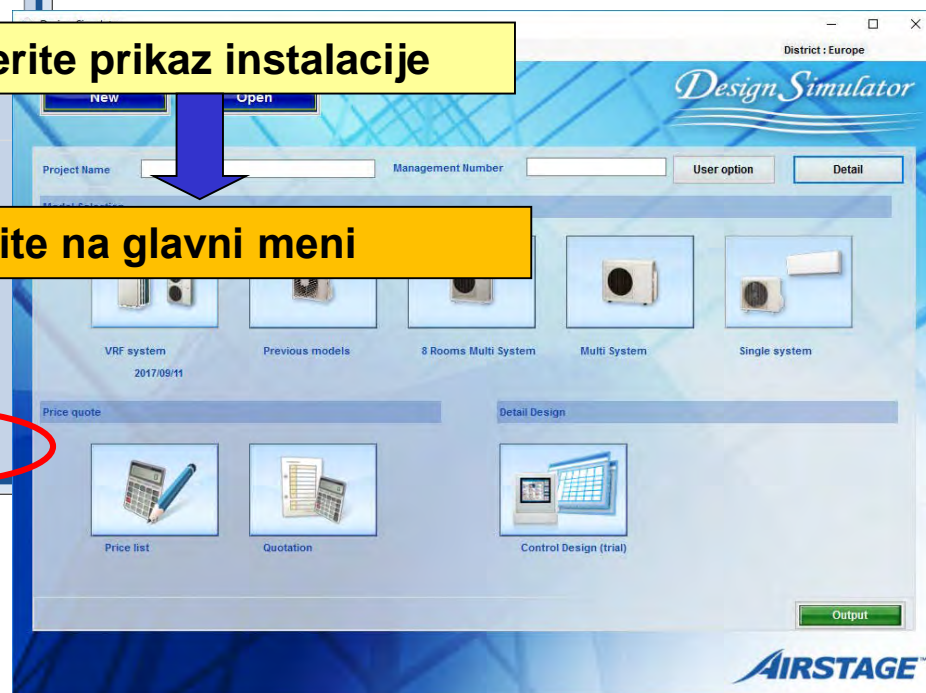 District : Europe
erite prikaz instalacije
New
Open
Design Simulator
Project Name
Management Number
User option
Detail
ite na glavni meni
VRF system
2017/09/11
Previous models
8 Rooms Multi System
Multi System
Single system
Price quote
Detail Design
Price list
Quotation
Control Design (trial)
Output
AIRSTAGE